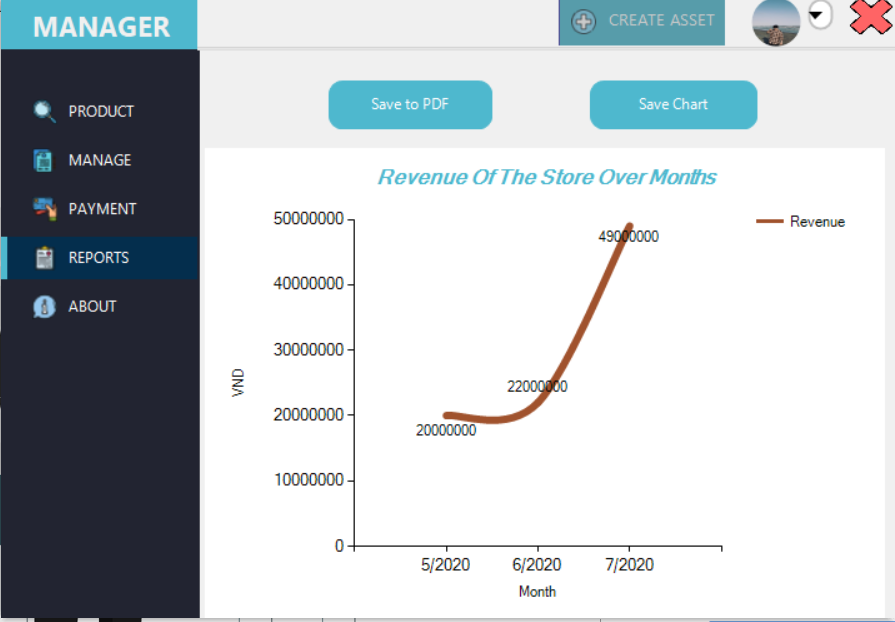 MANAGER
CREATE ASSET
PRODUCT
MANAGE
PAYMENT
REPORTS
ABOUT
Save to PDF
Save Chart
Revenue Of The Store Over Months
Revenue
VND
50000000
40000000
30000000
20000000
10000000
0
49000000
22000000
20000000
5/2020
6/2020
7/2020
Month